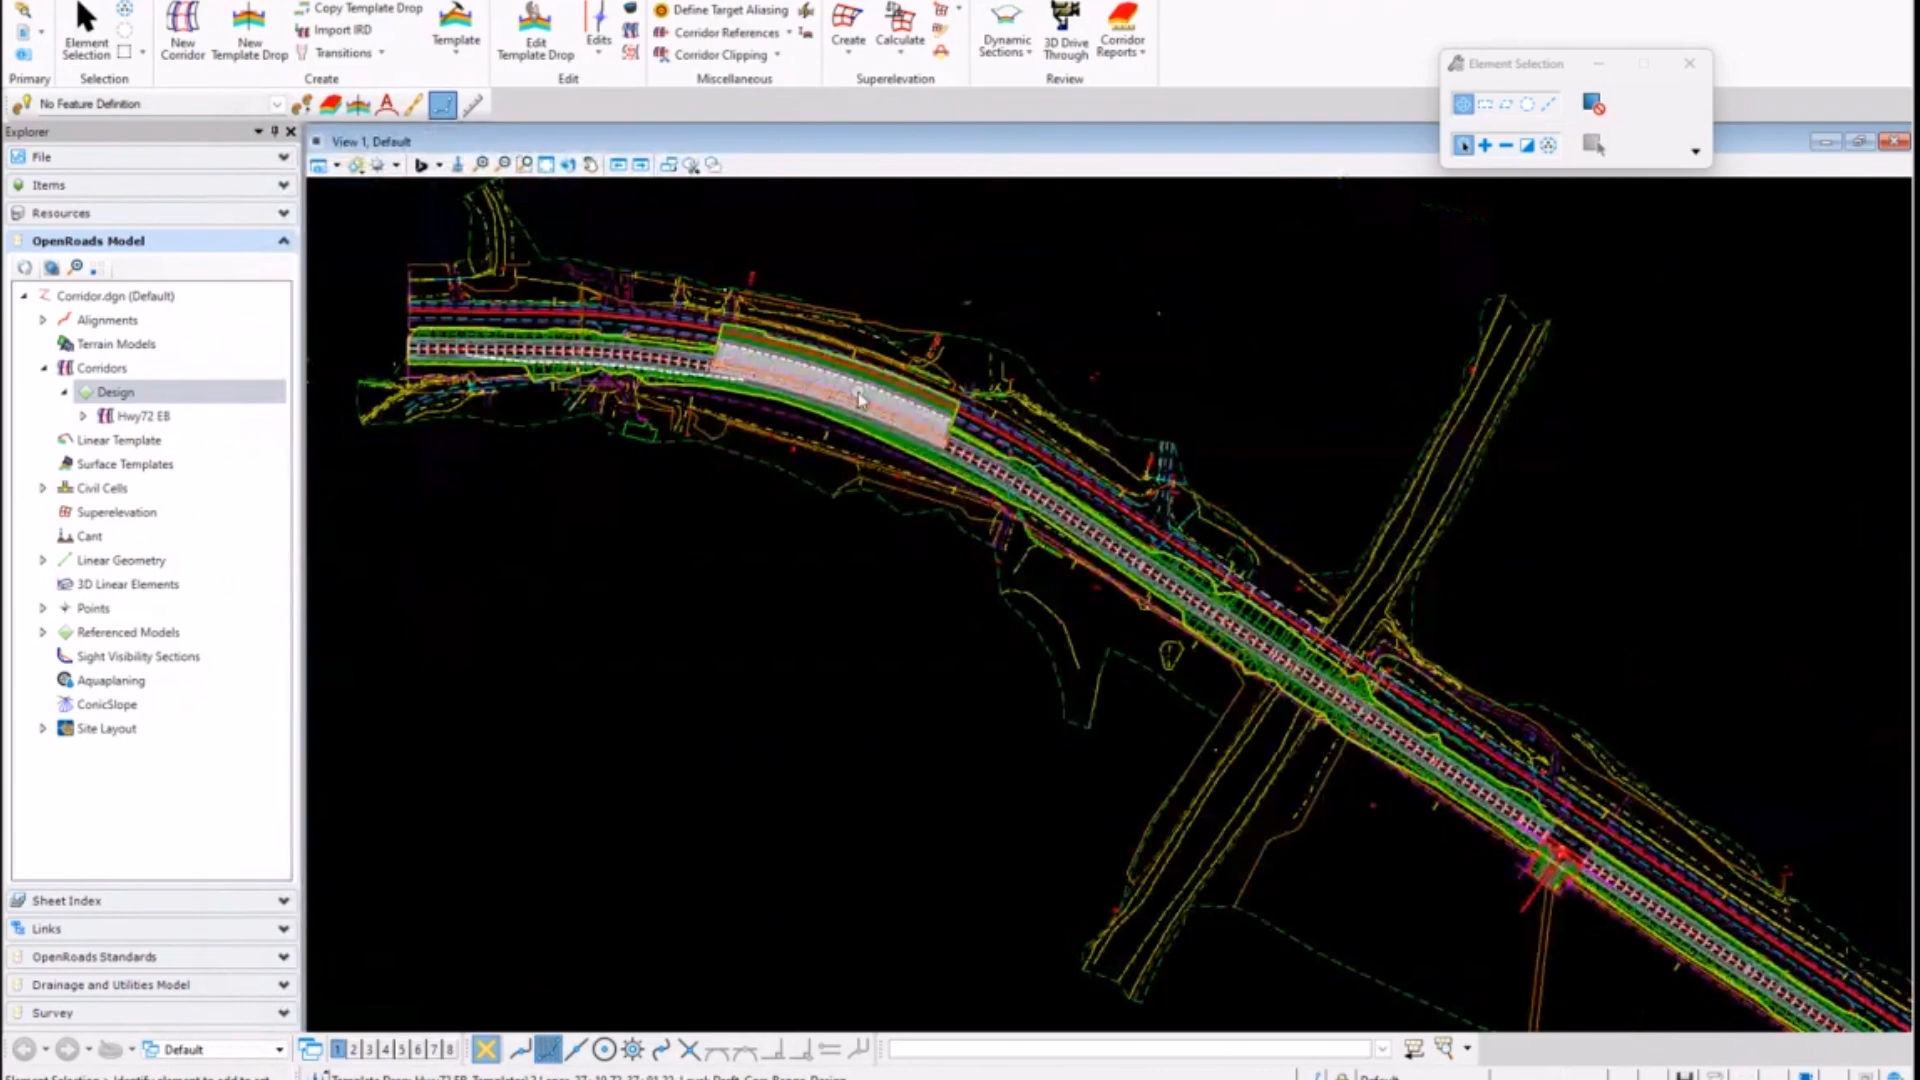 Element Selection
Primary
Selection
New Corridor
New Template Drop
Copy Template Drop
Import IRD
Transitions
Template
Create
Edit Template Drop
Edits
Edit
Define Target Aliasing
Corridor References
Corridor Clipping
Miscellaneous
Create
Calculate
Superelevation
Dynamic Sections
3D Drive Through
Corridor Reports
Review
Element Selection
No Feature Definition
Explorer
View 1, Default
File
Items
Resources
OpenRoads Model
Corridor.dgn (Default)
Alignments
Terrain Models
Corridors
Design
Hwy72 EB
Linear Template
Surface Templates
Civil Cells
Superelevation
Cant
Linear Geometry
3D Linear Elements
Points
Referenced Models
Sight Visibility Sections
Aquaplaning
ConicSlope
Site Layout
Sheet Index
Links
OpenRoads Standards
Drainage and Utilities Model
Survey
Default
1 2 3 4 5 6 7 8